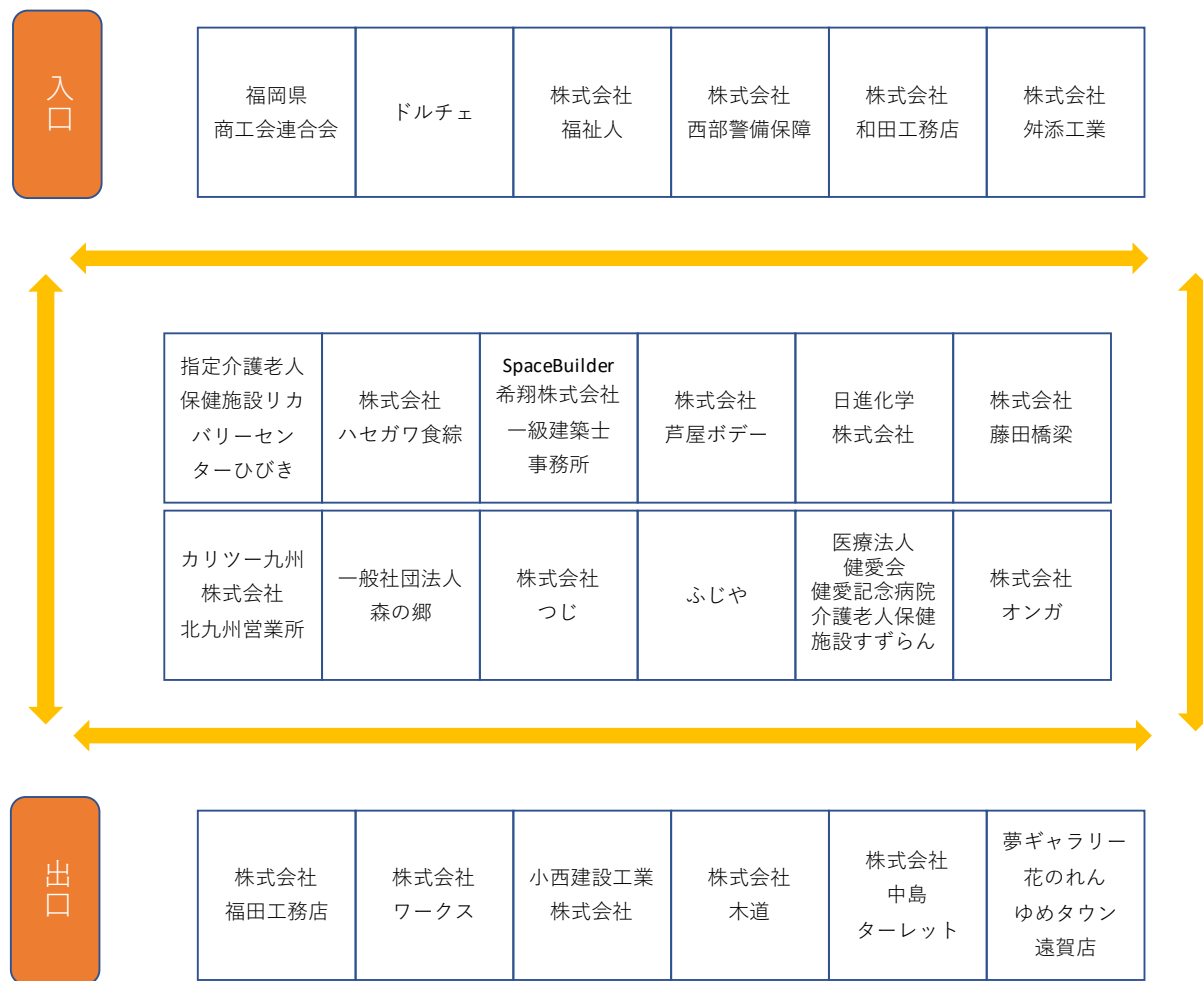 入口
福岡県
商工会連合会
ドルチェ
株式会社
福祉人
株式会社
西部警備保障
株式会社
和田工務店
株式会社
舛添工業
指定介護老人
保健施設リカ
バリーセン
ターひびき
株式会社
ハセガワ食綜
SpaceBuilder
希翔株式会社
一級建築士
事務所
株式会社
芦屋ボデー
日進化学
株式会社
株式会社
藤田橋梁
カリツー九州
株式会社
北九州営業所
一般社団法人
森の郷
株式会社
つじ
ふじや
医療法人
健愛会
健愛記念病院
介護老人保健
施設すずらん
株式会社
オンガ
出口
株式会社
福田工務店
株式会社
ワークス
小西建設工業
株式会社
株式会社
木道
株式会社
中島
ターレット
夢ギャラリー
花のれん
ゆめタウン
遠賀店